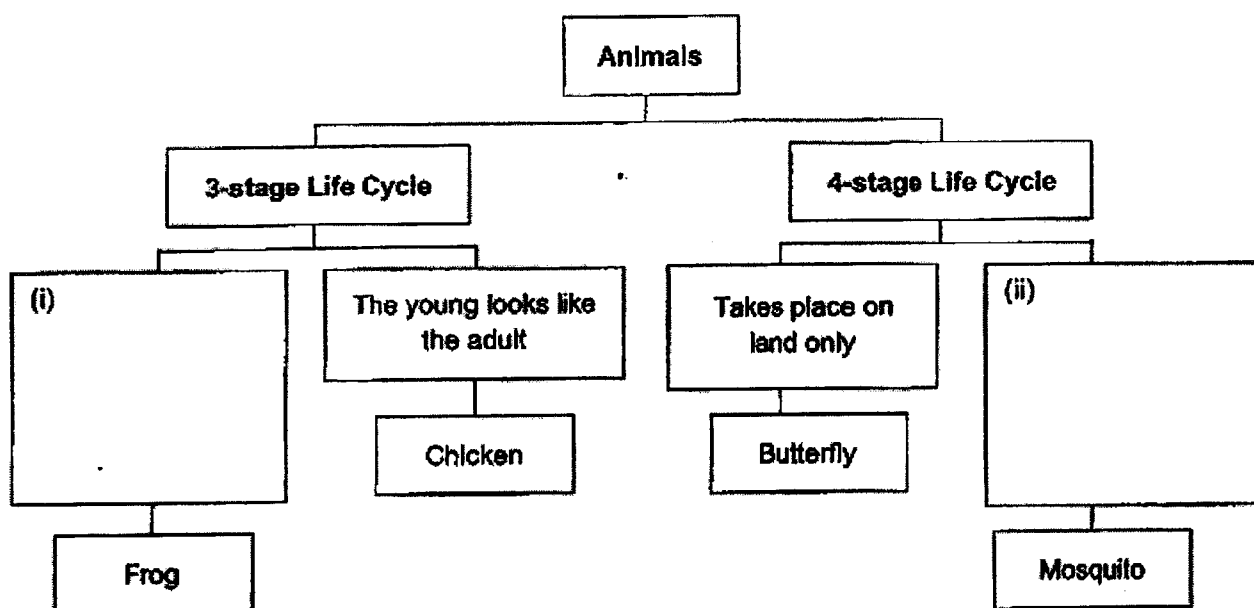 Animals
3-stage Life Cycle
4-stage Life Cycle
(i)
The young looks like
the adult
Takes place on
land only
(ii)
Chicken
Butterfly
Frog
Mosquito